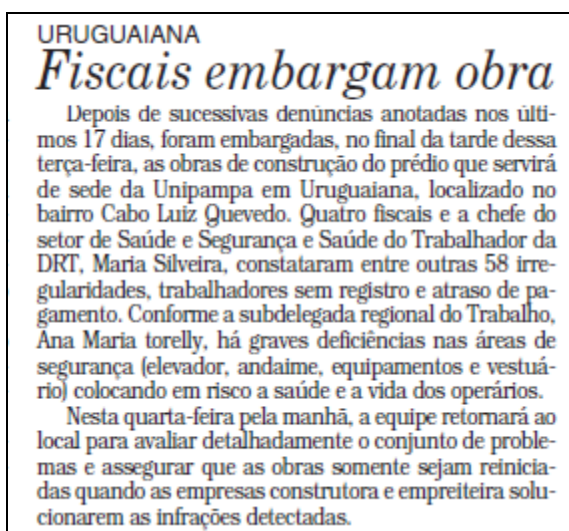 URUGUAIANA
Fiscais embargam obra
Depois de sucessivas denúncias anotadas nos últi-
mos 17 dias, foram embargadas, no final da tarde dessa
terça-feira, as obras de construção do prédio que servirá
de sede da Unipampa em Uruguaiana, localizado no
bairro Cabo Luiz Quevedo. Quatro fiscais e a chefe do
setor de Saúde e Segurança e Saúde do Trabalhador da
DRT, Maria Silveira, constataram entre outras 58 irre-
gularidades, trabalhadores sem registro e atraso de pa-
gamento. Conforme a subdelegada regional do Trabalho,
Ana Maria torelly, há graves deficiências nas áreas de
segurança (elevador, andaime, equipamentos e vestuá-
rio) colocando em risco a saúde e a vida dos operários.
Nesta quarta-feira pela manhã, a equipe retornará ao
local para avaliar detalhadamente o conjunto de proble-
mas e assegurar que as obras somente sejam reinicia-
das quando as empresas construtora e empreiteira solu-
cionarem as infrações detectadas.